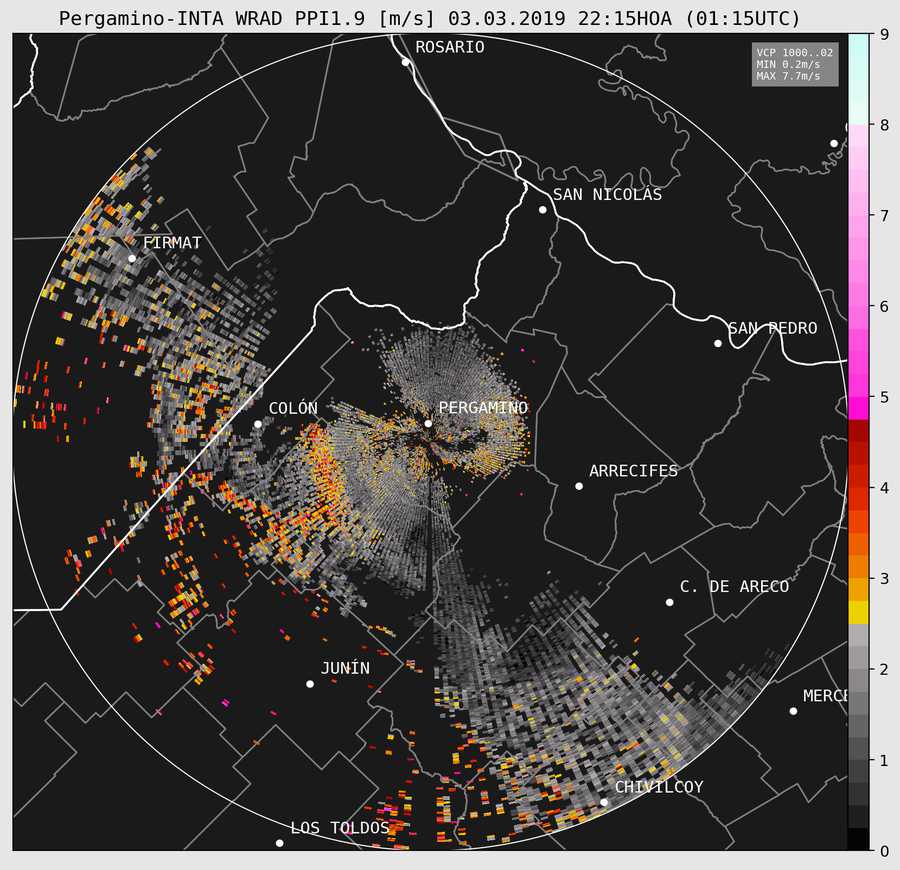 Pergamino-INTA WRAD PPI1.9 [m/s] 03.03.2019 22:15HOA (01:15UTC)
VCP 1000..02
MIN 0.2m/s
MAX 7.7m/s
ROSARIO
SAN NICOLÁS
FIRMAT
SAN PEDRO
COLÓN
PERGAMINO
ARRECIFES
C. DE ARECO
JUNÍN
MERCE
CHIVILCOY
LOS TOLDOS
9
8
7
6
5
4
3
2
1
0